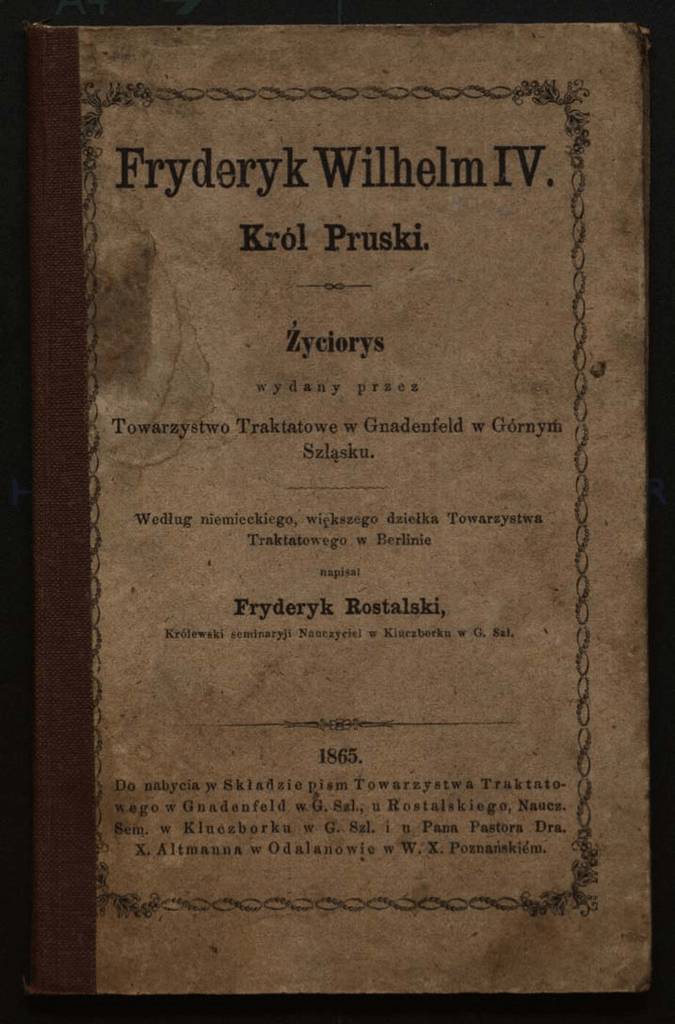 Fryderyk Wilhelm IV.
Król Pruski.
Życiorys
wydany przez
Towarzystwo Traktatowe w Gnadenfeld w Górnym
Szląsku.
Według niemieckiego, większego dziełka Towarzystwa
Traktatowego w Berlinie
napisał
Fryderyk Rostalski,
Królewski seminaryji Nauczyciel w Kluczborku w G. Szl.
1865.
Do nabycia w Składzie pism Towarzystwa Traktato-
wego w Gnadenfeld w G. Szl., u Rostalskiego, Naucz.
Sem. w Kluczborku w G. Szl. i u Pana Pastora Dra.
X. Altmanna w Odalanowie w W. X. Poznańskiém.